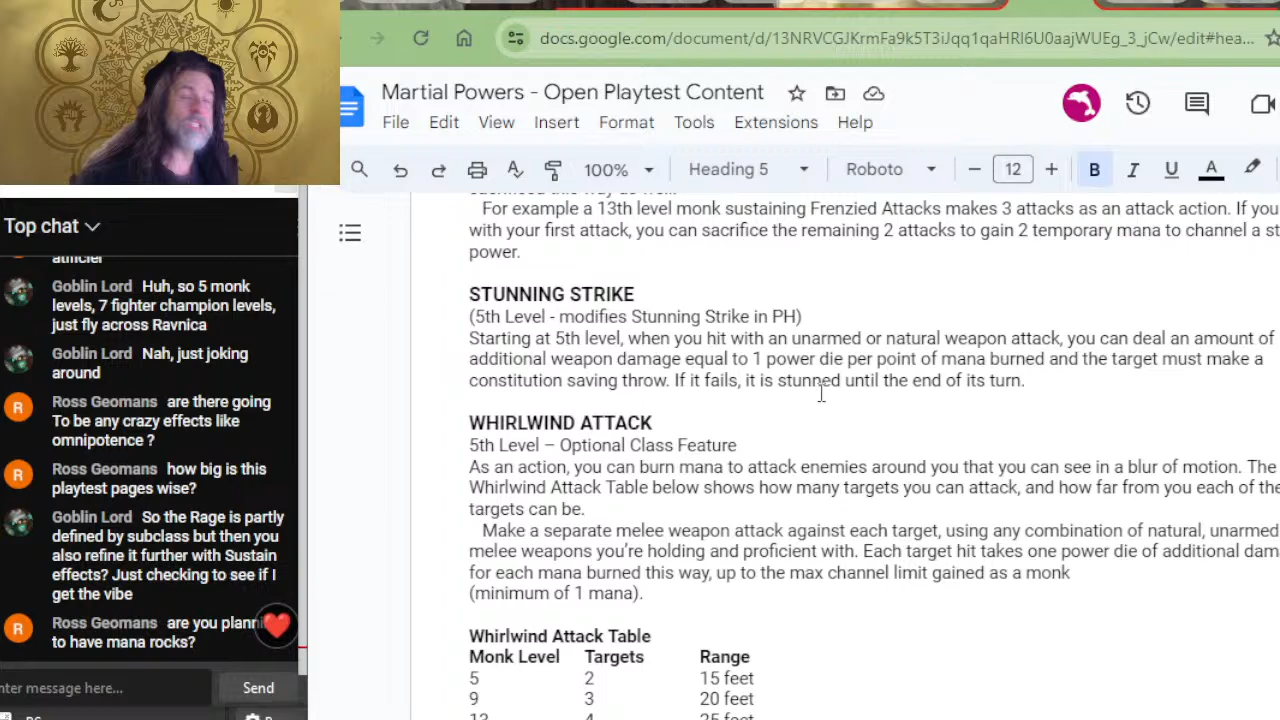 docs.google.com/document/d/13NRVCGJKrmFa9k5T3iJqq1qaHRl6U0aajWUEg_3_jCw/edit#hea...
Martial Powers - Open Playtest Content
File Edit View Insert Format Tools Extensions Help
100% Heading 5 Roboto 12 B I U A
For example a 13th level monk sustaining Frenzied Attacks makes 3 attacks as an attack action. If you
with your first attack, you can sacrifice the remaining 2 attacks to gain 2 temporary mana to channel a st
power.
STUNNING STRIKE
(5th Level - modifies Stunning Strike in PH)
Starting at 5th level, when you hit with an unarmed or natural weapon attack, you can deal an amount of
additional weapon damage equal to 1 power die per point of mana burned and the target must make a
constitution saving throw. If it fails, it is stunned until the end of its turn.
WHIRLWIND ATTACK
5th Level – Optional Class Feature
As an action, you can burn mana to attack enemies around you that you can see in a blur of motion. The
Whirlwind Attack Table below shows how many targets you can attack, and how far from you each of the
targets can be.
Make a separate melee weapon attack against each target, using any combination of natural, unarmed
melee weapons you're holding and proficient with. Each target hit takes one power die of additional dam
for each mana burned this way, up to the max channel limit gained as a monk
(minimum of 1 mana).
Whirlwind Attack Table
Monk Level Targets Range
5 2 15 feet
9 3 20 feet
13 4 25 feet
Top chat
artificer
Goblin Lord Huh, so 5 monk
levels, 7 fighter champion levels,
just fly across Ravnica
Goblin Lord Nah, just joking
around
R Ross Geomans are there going
To be any crazy effects like
omnipotence ?
R Ross Geomans how big is this
playtest pages wise?
Goblin Lord So the Rage is partly
defined by subclass but then you
also refine it further with Sustain
effects? Just checking to see if I
get the vibe
R Ross Geomans are you planni
to have mana rocks?
nter message here... Send